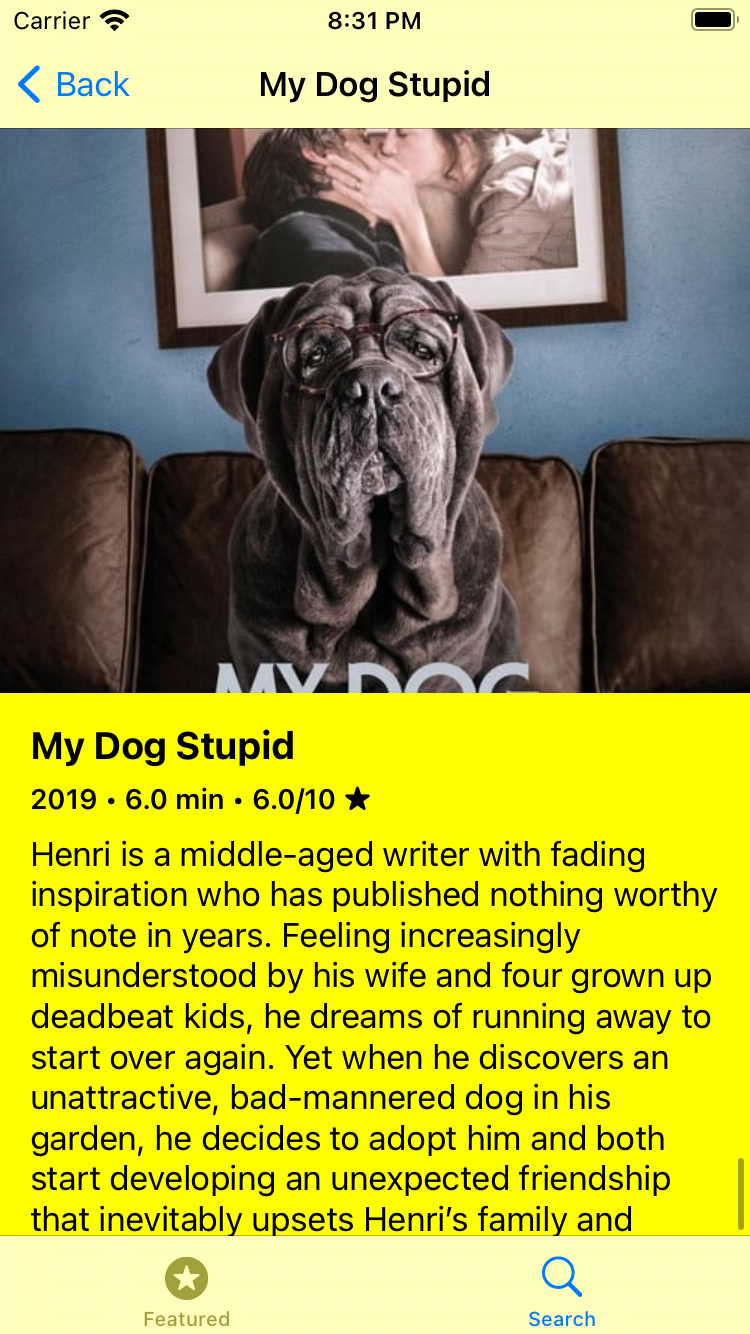 Carrier 8:31 PM
Back My Dog Stupid
MY DOG
My Dog Stupid
2019 • 6.0 min • 6.0/10 ★
Henri is a middle-aged writer with fading
inspiration who has published nothing worthy
of note in years. Feeling increasingly
misunderstood by his wife and four grown up
deadbeat kids, he dreams of running away to
start over again. Yet when he discovers an
unattractive, bad-mannered dog in his
garden, he decides to adopt him and both
start developing an unexpected friendship
that inevitably upsets Henri’s family and
Featured Search